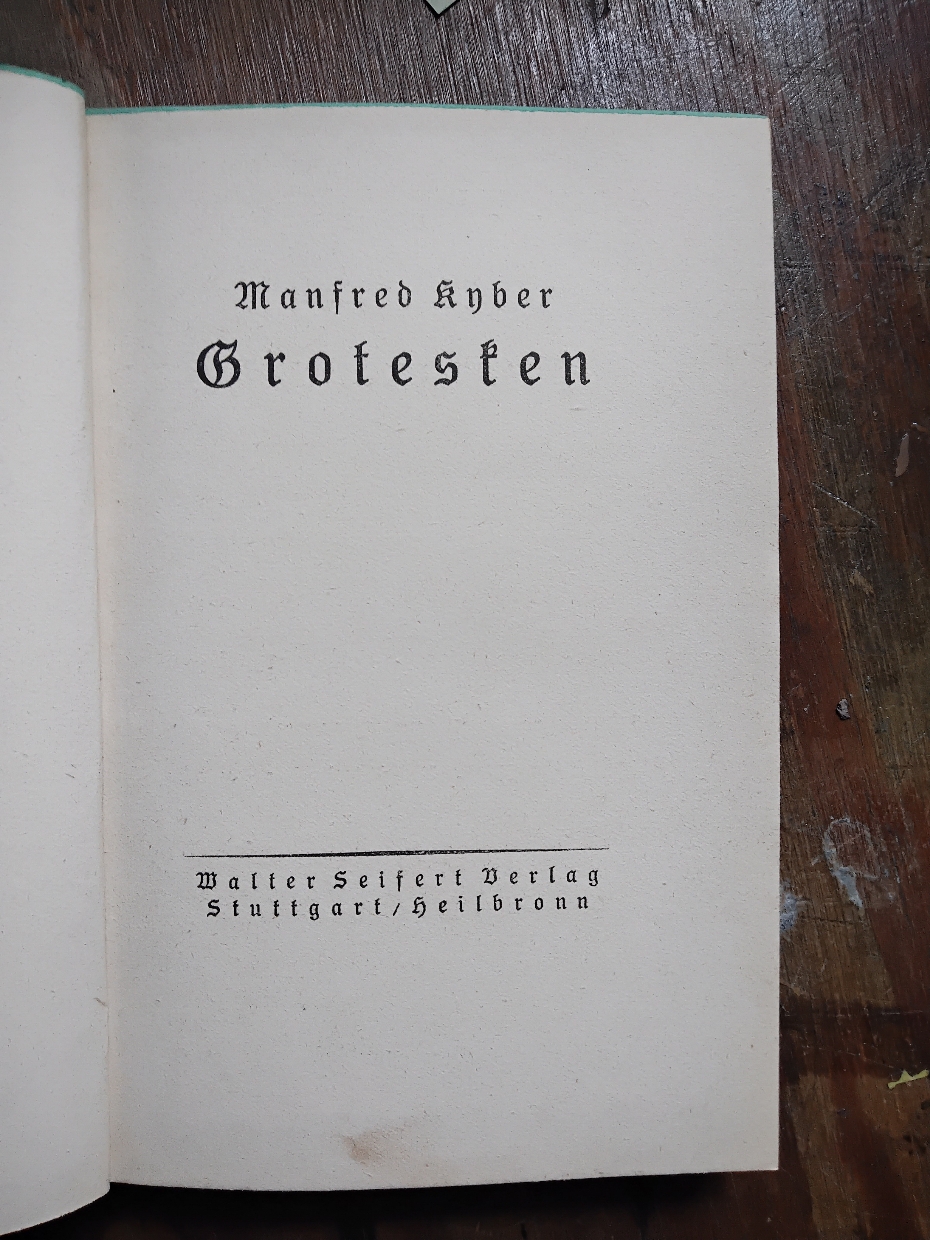 Manfred Kyber
Grotesken
Walter Seifert Verlag
Stuttgart/Heilbronn